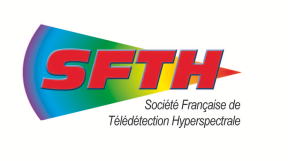 SFTH
Société Française de
Télédétection Hyperspectrale